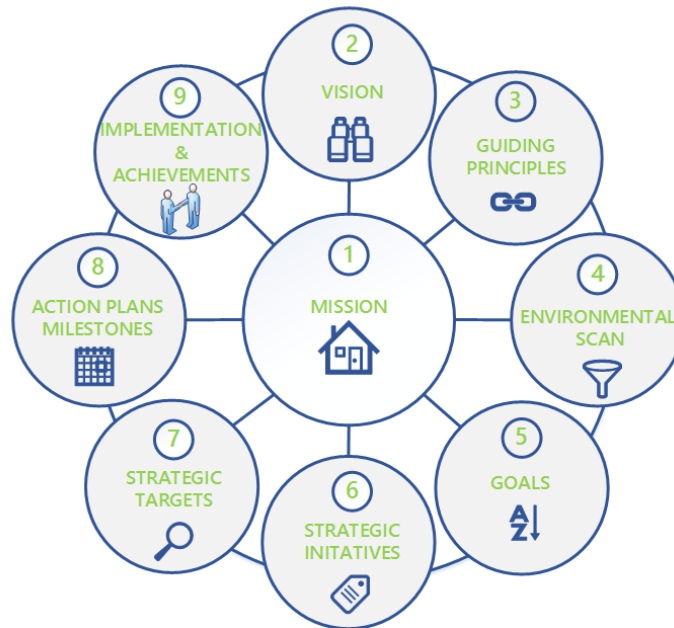 1
MISSION
2
VISION
3
GUIDING
PRINCIPLES
4
ENVIRONMENTAL
SCAN
5
GOALS
A
Z
6
STRATEGIC
INITATIVES
7
STRATEGIC
TARGETS
8
ACTION PLANS
MILESTONES
9
IMPLEMENTATION
&
ACHIEVEMENTS